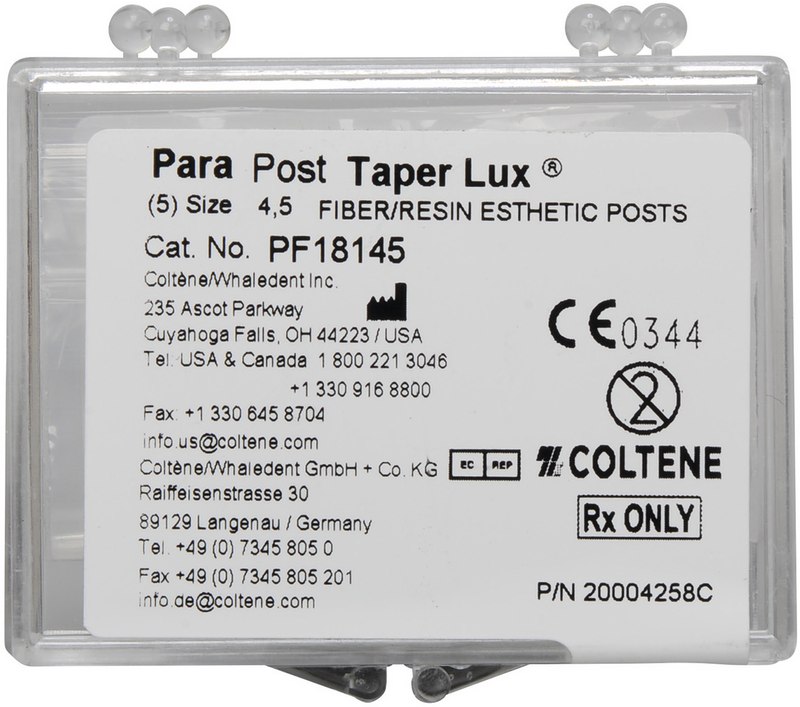 Para Post Taper Lux ®
(5) Size 4,5 FIBER/RESIN ESTHETIC POSTS
Cat. No. PF18145
Coltène/Whaledent Inc.
235 Ascot Parkway
Cuyahoga Falls, OH 44223 / USA
Tel. USA & Canada 1 800 221 3046
+1 330 916 8800
Fax +1 330 645 8704
info.us@coltene.com
Coltène/Whaledent GmbH + Co. KG
Raiffeisenstrasse 30
89129 Langenau / Germany
Tel. +49 (0) 7345 805 0
Fax +49 (0) 7345 805 201
info.de@coltene.com
CE 0344
2
EC REP
COLTENE
Rx ONLY
P/N 20004258C